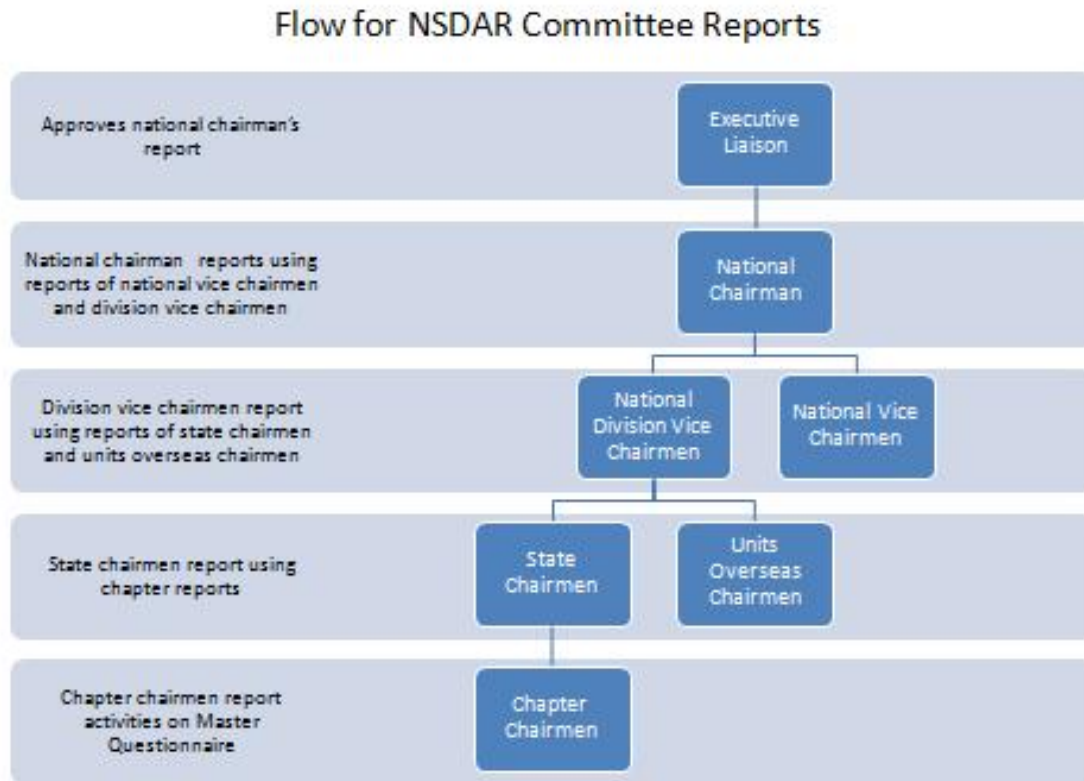 Flow for NSDAR Committee Reports
Approves national chairman's
report
Executive
Liaison
National chairman reports using
reports of national vice chairmen
and division vice chairmen
National
Chairman
Division vice chairmen report
using reports of state chairmen
and units overseas chairmen
National
Division Vice
Chairmen
National Vice
Chairmen
State chairmen report using
chapter reports
State
Chairmen
Units
Overseas
Chairmen
Chapter chairmen report
activities on Master
Questionnaire
Chapter
Chairmen